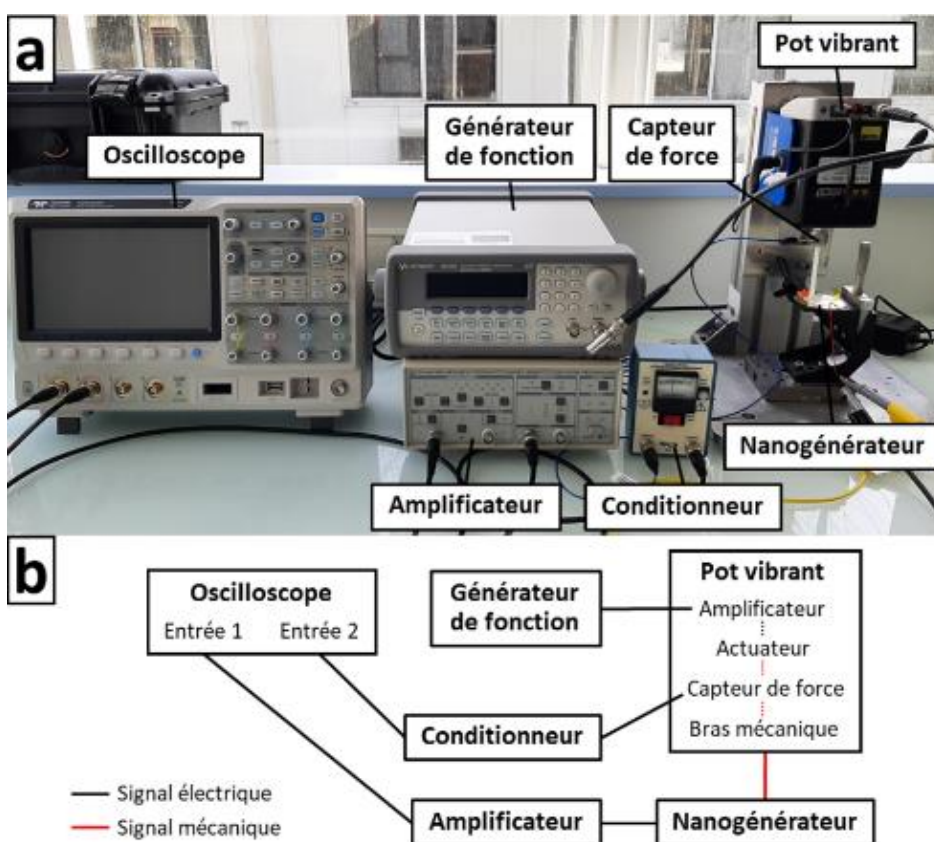 a
Pot vibrant
Générateur
de fonction
Capteur
de force
Oscilloscope
Nanogénérateur
Amplificateur
Conditionneur
b
Oscilloscope
Entrée 1 Entrée 2
Générateur
de fonction
Pot vibrant
Amplificateur
Actuateur
Capteur de force
Bras mécanique
Conditionneur
Signal électrique
Signal mécanique
Amplificateur
Nanogénérateur